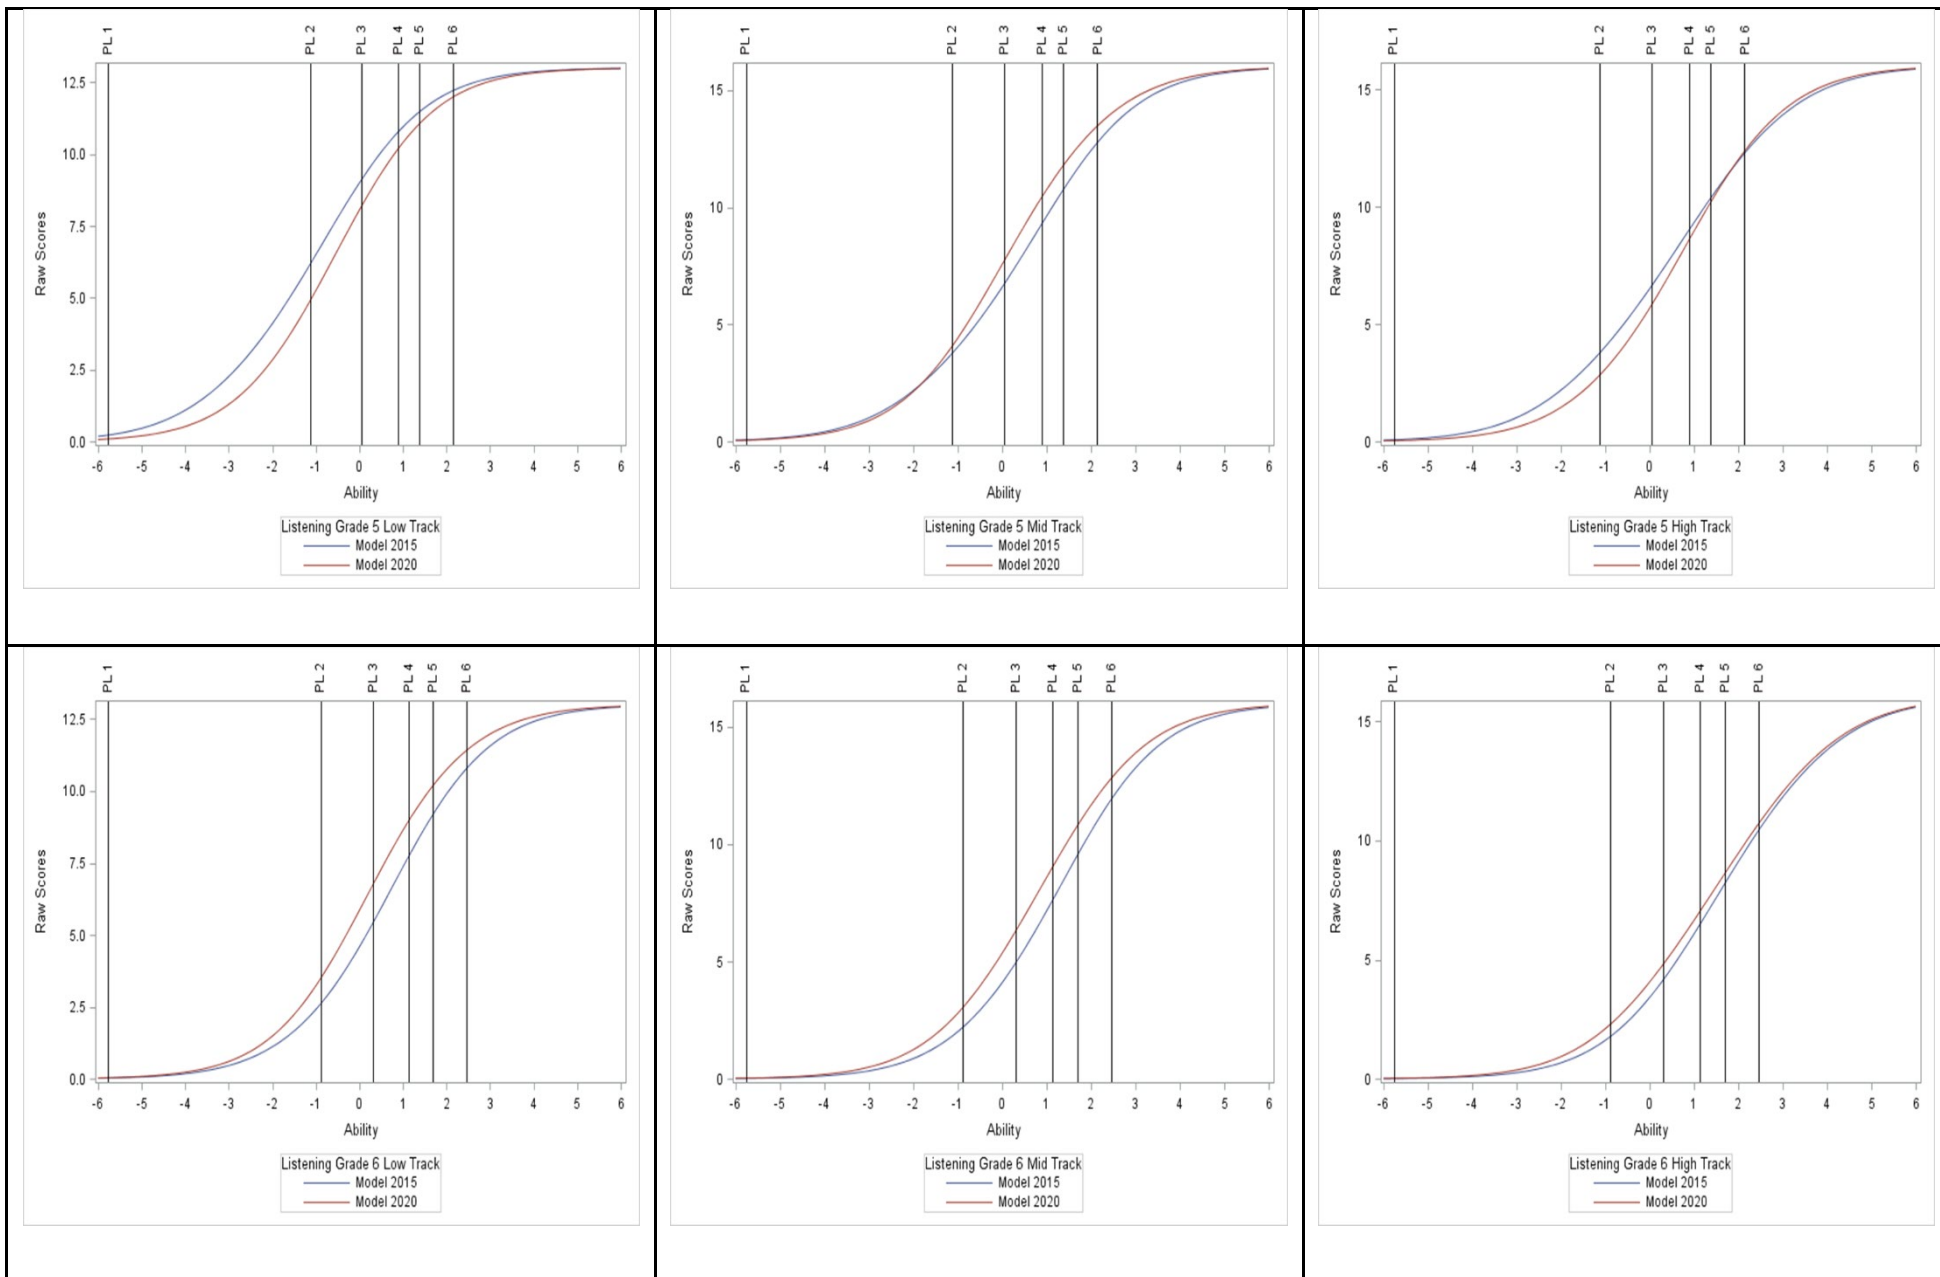 PL 1 PL 2 PL 3 PL 4 PL 5 PL 6
12.5
10.0
7.5
5.0
2.5
0.0
Raw Scores
-6 -5 -4 -3 -2 -1 0 1 2 3 4 5 6
Ability
Listening Grade 5 Low Track
Model 2015
Model 2020
PL 1 PL 2 PL 3 PL 4 PL 5 PL 6
15
10
5
0
Raw Scores
-6 -5 -4 -3 -2 -1 0 1 2 3 4 5 6
Ability
Listening Grade 5 Mid Track
Model 2015
Model 2020
PL 1 PL 2 PL 3 PL 4 PL 5 PL 6
15
10
5
0
Raw Scores
-6 -5 -4 -3 -2 -1 0 1 2 3 4 5 6
Ability
Listening Grade 5 High Track
Model 2015
Model 2020
PL 1 PL 2 PL 3 PL 4 PL 5 PL 6
12.5
10.0
7.5
5.0
2.5
0.0
Raw Scores
-6 -5 -4 -3 -2 -1 0 1 2 3 4 5 6
Ability
Listening Grade 6 Low Track
Model 2015
Model 2020
PL 1 PL 2 PL 3 PL 4 PL 5 PL 6
15
10
5
0
Raw Scores
-6 -5 -4 -3 -2 -1 0 1 2 3 4 5 6
Ability
Listening Grade 6 Mid Track
Model 2015
Model 2020
PL 1 PL 2 PL 3 PL 4 PL 5 PL 6
15
10
5
0
Raw Scores
-6 -5 -4 -3 -2 -1 0 1 2 3 4 5 6
Ability
Listening Grade 6 High Track
Model 2015
Model 2020